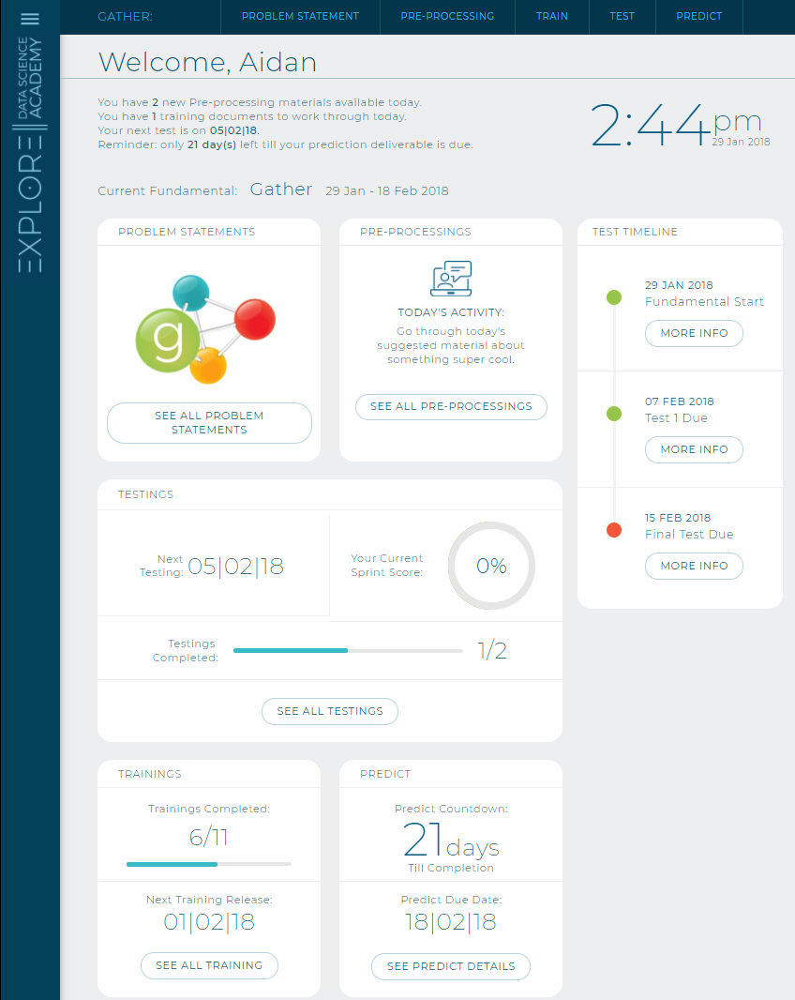 GATHER:
PROBLEM STATEMENT
PRE-PROCESSING
TRAIN
TEST
PREDICT
EXPLORE
DATA SCIENCE
ACADEMY
Welcome, Aidan
You have 2 new Pre-processing materials available today.
You have 1 training documents to work through today.
Your next test is on 05|02|18.
Reminder: only 21 day(s) left till your prediction deliverable is due.
2:44pm
29 Jan 2018
Current Fundamental: Gather 29 Jan - 18 Feb 2018
PROBLEM STATEMENTS
g
SEE ALL PROBLEM
STATEMENTS
PRE-PROCESSINGS
TODAY'S ACTIVITY:
Go through today's
suggested material about
something super cool.
SEE ALL PRE-PROCESSINGS
TEST TIMELINE
29 JAN 2018
Fundamental Start
MORE INFO
07 FEB 2018
Test 1 Due
MORE INFO
15 FEB 2018
Final Test Due
MORE INFO
TESTINGS
Next
Testing: 05|02|18
Your Current
Sprint Score:
0%
Testings
Completed:
1/2
SEE ALL TESTINGS
TRAININGS
Trainings Completed:
6/11
Next Training Release:
01|02|18
SEE ALL TRAINING
PREDICT
Predict Countdown:
21 days
Till Completion
Predict Due Date:
18|02|18
SEE PREDICT DETAILS